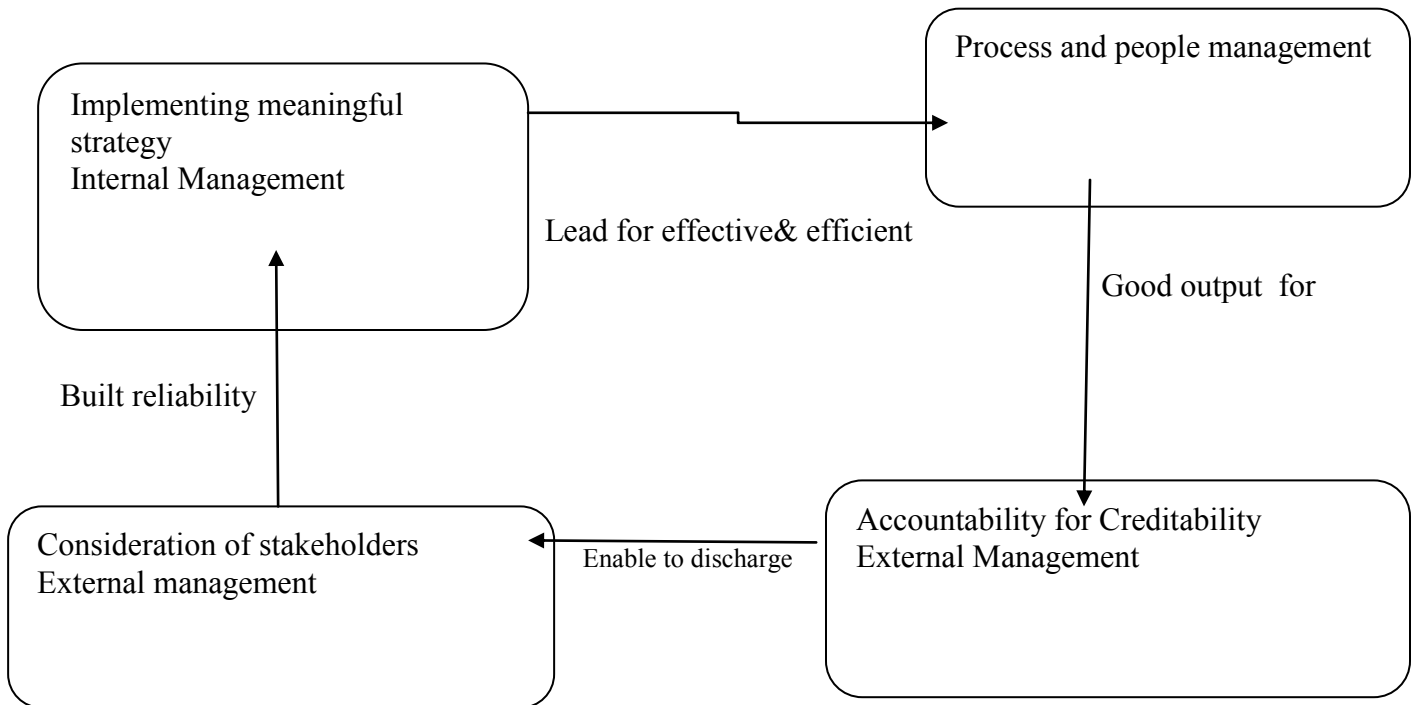 Process and people management
Implementing meaningful
strategy
Internal Management
Lead for effective& efficient
Good output for
Built reliability
Consideration of stakeholders
External management
Enable to discharge
Accountability for Creditability
External Management